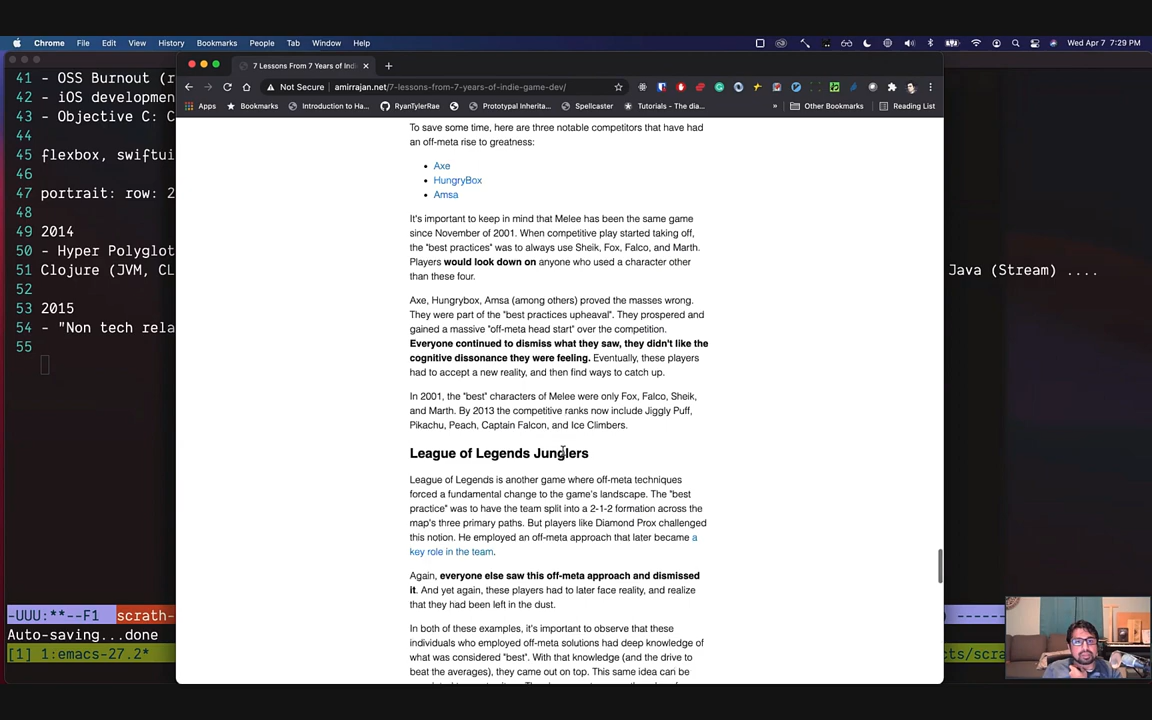 Chrome File Edit View History Bookmarks People Tab Window Help Wed Apr 7 7:29 PM
7 Lessons From 7 Years of Indi
Not Secure amirrajan.net/7-lessons-from-7-years-of-indie-game-dev/
Apps Bookmarks Introduction to Ha... RyanTylerRae Prototypal Inherita... Spellcaster Tutorials - The dia... » Other Bookmarks Reading List
41 - OSS Burnout (r
42 - iOS developmen
43 - Objective C: C
44
45 flexbox, swiftui
46
47 portrait: row: 2
48
49 2014
50 - Hyper Polyglot
51 Clojure (JVM, CL
Java (Stream) ....
52
53 2015
54 - "Non tech rela
55
To save some time, here are three notable competitors that have had
an off-meta rise to greatness:
• Axe
• HungryBox
• Amsa
It's important to keep in mind that Melee has been the same game
since November of 2001. When competitive play started taking off,
the "best practices" was to always use Sheik, Fox, Falco, and Marth.
Players would look down on anyone who used a character other
than these four.
Axe, Hungrybox, Amsa (among others) proved the masses wrong.
They were part of the "best practices upheaval". They prospered and
gained a massive "off-meta head start" over the competition.
Everyone continued to dismiss what they saw, they didn't like the
cognitive dissonance they were feeling. Eventually, these players
had to accept a new reality, and then find ways to catch up.
In 2001, the "best" characters of Melee were only Fox, Falco, Sheik,
and Marth. By 2013 the competitive ranks now include Jiggly Puff,
Pikachu, Peach, Captain Falcon, and Ice Climbers.
League of Legends Junglers
League of Legends is another game where off-meta techniques
forced a fundamental change to the game's landscape. The "best
practice" was to have the team split into a 2-1-2 formation across the
map's three primary paths. But players like Diamond Prox challenged
this notion. He employed an off-meta approach that later became a
key role in the team.
Again, everyone else saw this off-meta approach and dismissed
it. And yet again, these players had to later face reality, and realize
that they had been left in the dust.
In both of these examples, it's important to observe that these
individuals who employed off-meta solutions had deep knowledge of
what was considered "best". With that knowledge (and the drive to
beat the averages), they came out on top. This same idea can be
-UUU:**--F1 scrath-
Auto-saving...done
[1] 1:emacs-27.2*
cts/scra